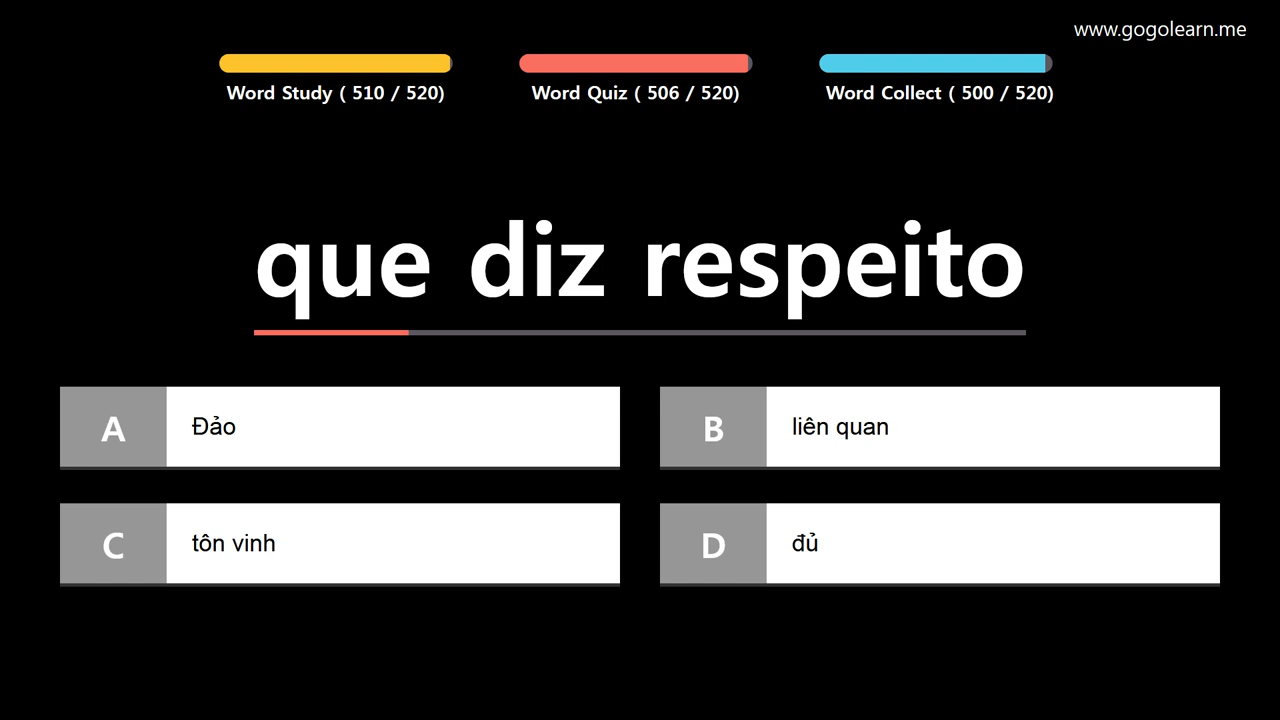 www.gogolearn.me
Word Study ( 510 / 520)
Word Quiz ( 506 / 520)
Word Collect ( 500 / 520)
que diz respeito
A
Đảo
B
liên quan
C
tôn vinh
D
đủ